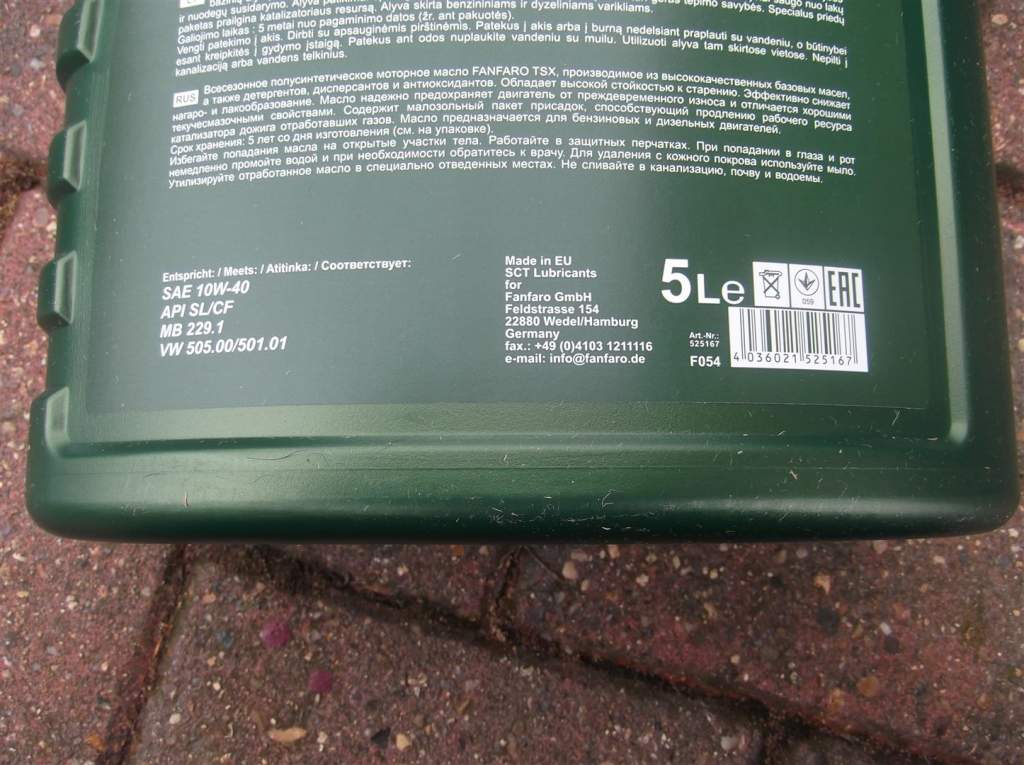 geras tepimo savybes. Specialus priedų
ir nuodegų susidarymo.
paketas prailgina katalizatoriaus resursą. Alyva skirta benzininiams ir dyzeliniams varikliams.
Galiojimo laikas : 5 metai nuo pagaminimo datos (žr. ant pakuotės).
Vengti patekimo į akis. Dirbti su apsauginėmis pirštinėmis. Patekus į akis arba į burną nedelsiant praplauti su vandeniu, o būtinybei
esant kreipkitės į gydymo įstaigą. Patekus ant odos nuplaukite vandeniu su muilu. Utilizuoti alyvą tam skirtose vietose. Nepilti į
kanalizaciją arba vandens telkinius.
RUS Всесезонное полусинтетическое моторное масло FANFARO TSX, производимое из высококачественных базовых масел,
а также детергентов, дисперсантов и антиоксидантов. Обладает высокой стойкостью к старению. Эффективно снижает
нагаро- и лакообразование. Масло надежно предохраняет двигатель от преждевременного износа и отличается хорошими
текучесмазочными свойствами. Содержит малозольный пакет присадок, способствующий продлению рабочего ресурса
катализатора дожига отработавших газов. Масло предназначается для бензиновых и дизельных двигателей.
Срок хранения: 5 лет со дня изготовления (см. на упаковке).
Избегайте попадания масла на открытые участки тела. Работайте в защитных перчатках. При попадании в глаза и рот
немедленно промойте водой и при необходимости обратитесь к врачу. Для удаления с кожного покрова используйте мыло.
Утилизируйте отработанное масло в специально отведенных местах. Не сливайте в канализацию, почву и водоемы.
Entspricht: / Meets: / Atitinka: / Соответствует:
SAE 10W-40
API SL/CF
MB 229.1
VW 505.00/501.01
Made in EU
SCT Lubricants
for
Fanfaro GmbH
Feldstrasse 154
22880 Wedel/Hamburg
Germany
fax.: +49 (0)4103 1211116
e-mail: info@fanfaro.de
5Le
059
EAC
Art.-Nr.:
525167
F054
4 036021 525167